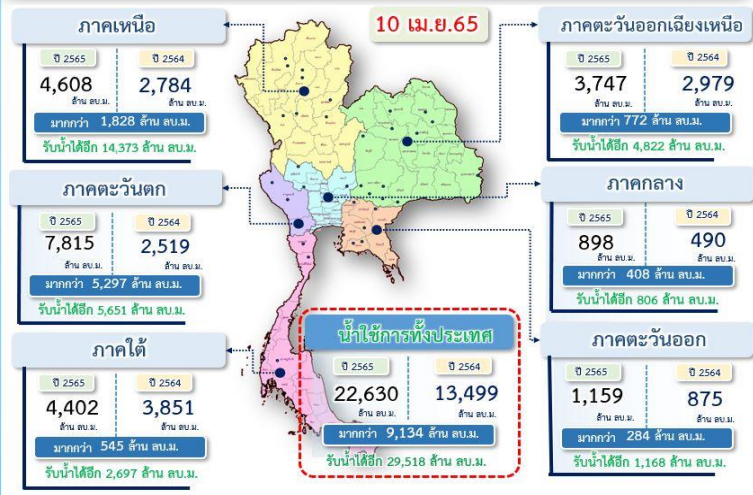 10 เม.ย.65
ภาคเหนือ
ปี 2565 ปี 2564
4,608 2,784
ล้าน ลบ.ม. ล้าน ลบ.ม.
มากกว่า 1,828 ล้าน ลบ.ม.
รับน้ำได้อีก 14,373 ล้าน ลบ.ม.
ภาคตะวันออกเฉียงเหนือ
ปี 2565 ปี 2564
3,747 2,979
ล้าน ลบ.ม. ล้าน ลบ.ม.
มากกว่า 772 ล้าน ลบ.ม.
รับน้ำได้อีก 4,822 ล้าน ลบ.ม.
ภาคตะวันตก
ปี 2565 ปี 2564
7,815 2,519
ล้าน ลบ.ม. ล้าน ลบ.ม.
มากกว่า 5,297 ล้าน ลบ.ม.
รับน้ำได้อีก 5,651 ล้าน ลบ.ม.
ภาคกลาง
ปี 2565 ปี 2564
898 490
ล้าน ลบ.ม. ล้าน ลบ.ม.
มากกว่า 408 ล้าน ลบ.ม.
รับน้ำได้อีก 806 ล้าน ลบ.ม.
ภาคใต้
ปี 2565 ปี 2564
4,402 3,851
ล้าน ลบ.ม. ล้าน ลบ.ม.
มากกว่า 545 ล้าน ลบ.ม.
รับน้ำได้อีก 2,697 ล้าน ลบ.ม.
น้ำใช้การทั้งประเทศ
ปี 2565 ปี 2564
22,630 13,499
ล้าน ลบ.ม. ล้าน ลบ.ม.
มากกว่า 9,134 ล้าน ลบ.ม.
รับน้ำได้อีก 29,518 ล้าน ลบ.ม.
ภาคตะวันออก
ปี 2565 ปี 2564
1,159 875
ล้าน ลบ.ม. ล้าน ลบ.ม.
มากกว่า 284 ล้าน ลบ.ม.
รับน้ำได้อีก 1,168 ล้าน ลบ.ม.